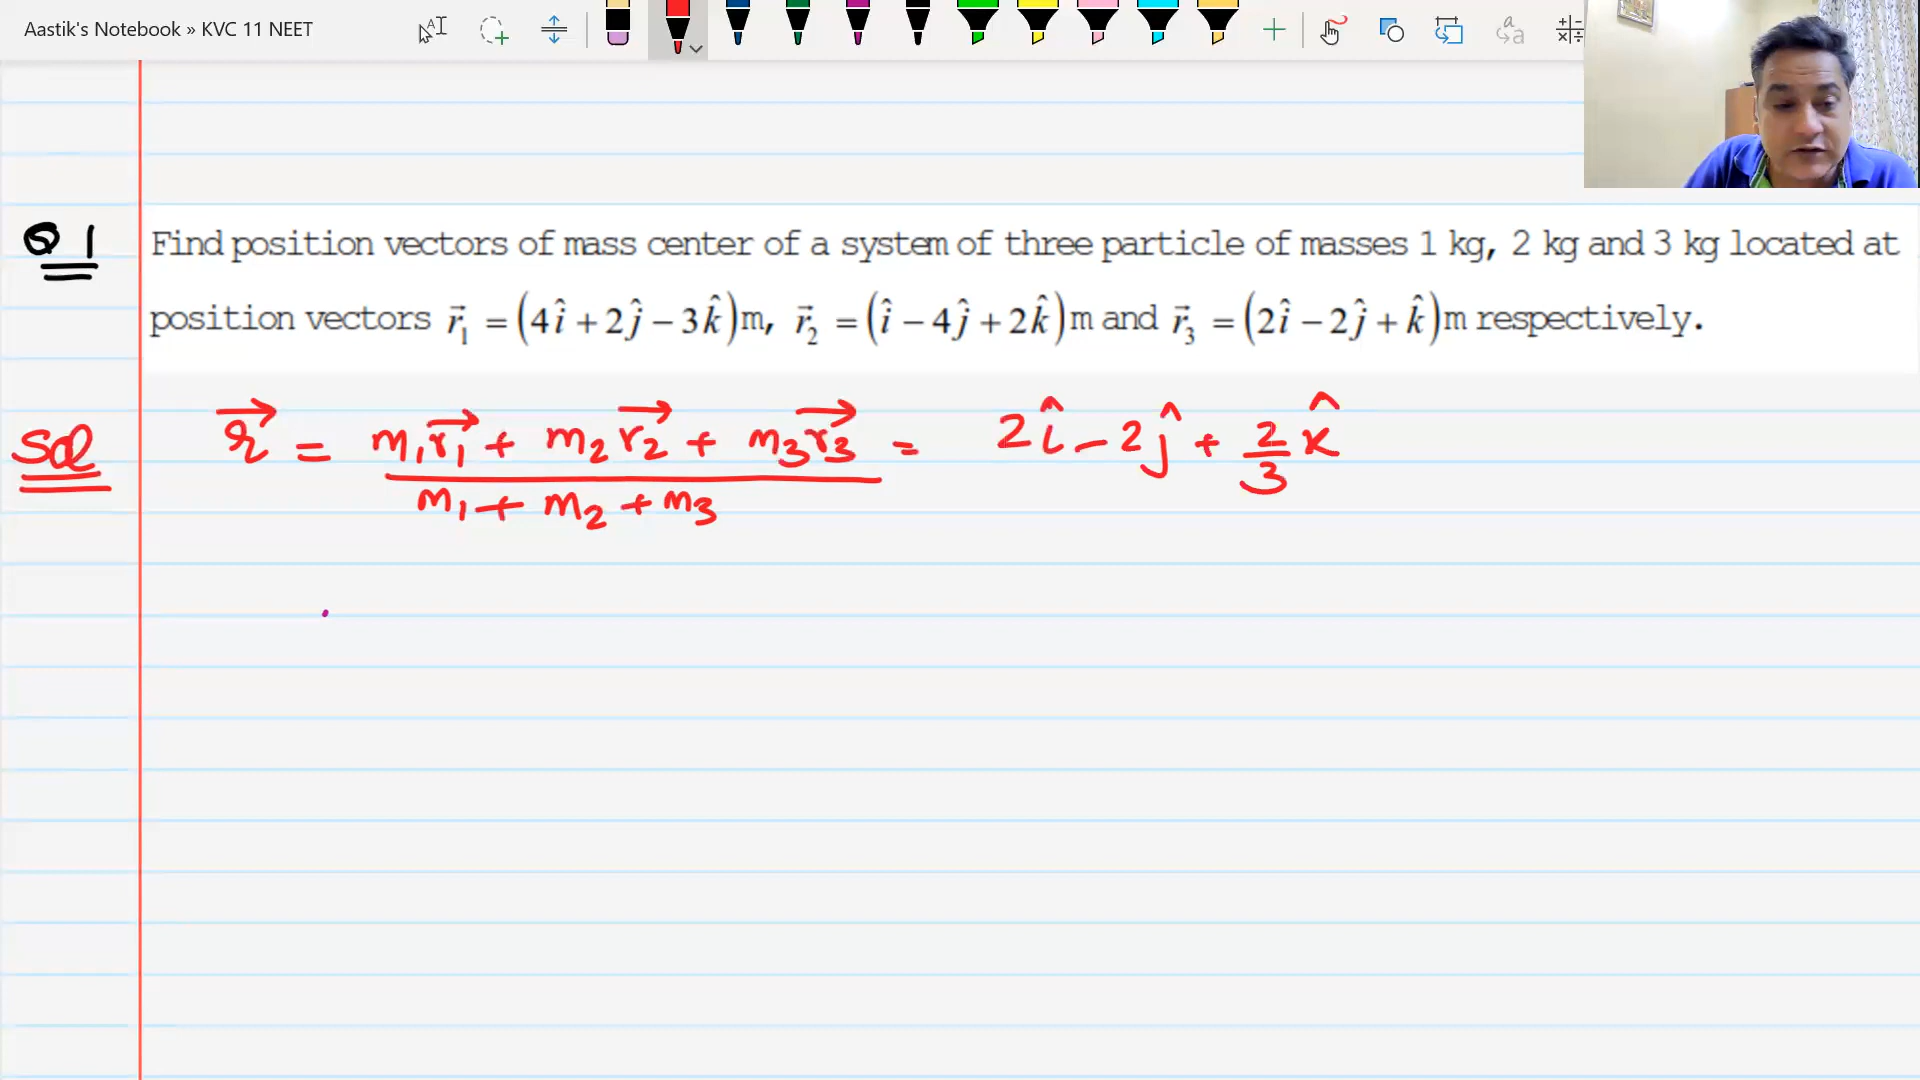 Aastik's Notebook » KVC 11 NEET
Q 1 Find position vectors of mass center of a system of three particle of masses 1 kg, 2 kg and 3 kg located at
position vectors r⃗₁ = (4î + 2ĵ − 3k̂)m, r⃗₂ = (î − 4ĵ + 2k̂)m and r⃗₃ = (2î − 2ĵ + k̂)m respectively.
Sol r⃗ = (m₁r⃗₁ + m₂r⃗₂ + m₃r⃗₃)/(m₁ + m₂ + m₃) = 2î − 2ĵ + 2/3 k̂